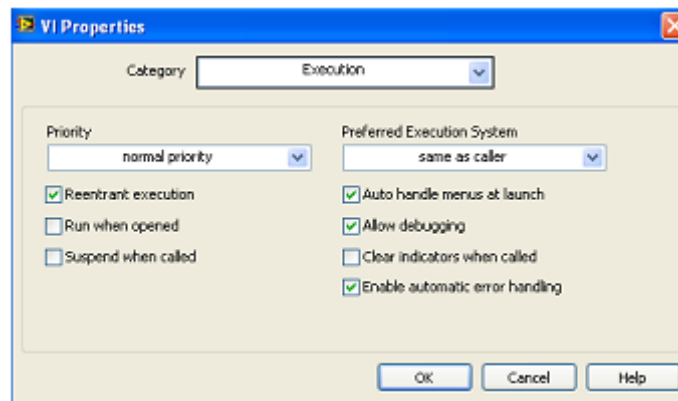 VI Properties
Category Execution
Priority Preferred Execution System
normal priority same as caller
Reentrant execution Auto handle menus at launch
Run when opened Allow debugging
Suspend when called Clear indicators when called
Enable automatic error handling
OK Cancel Help